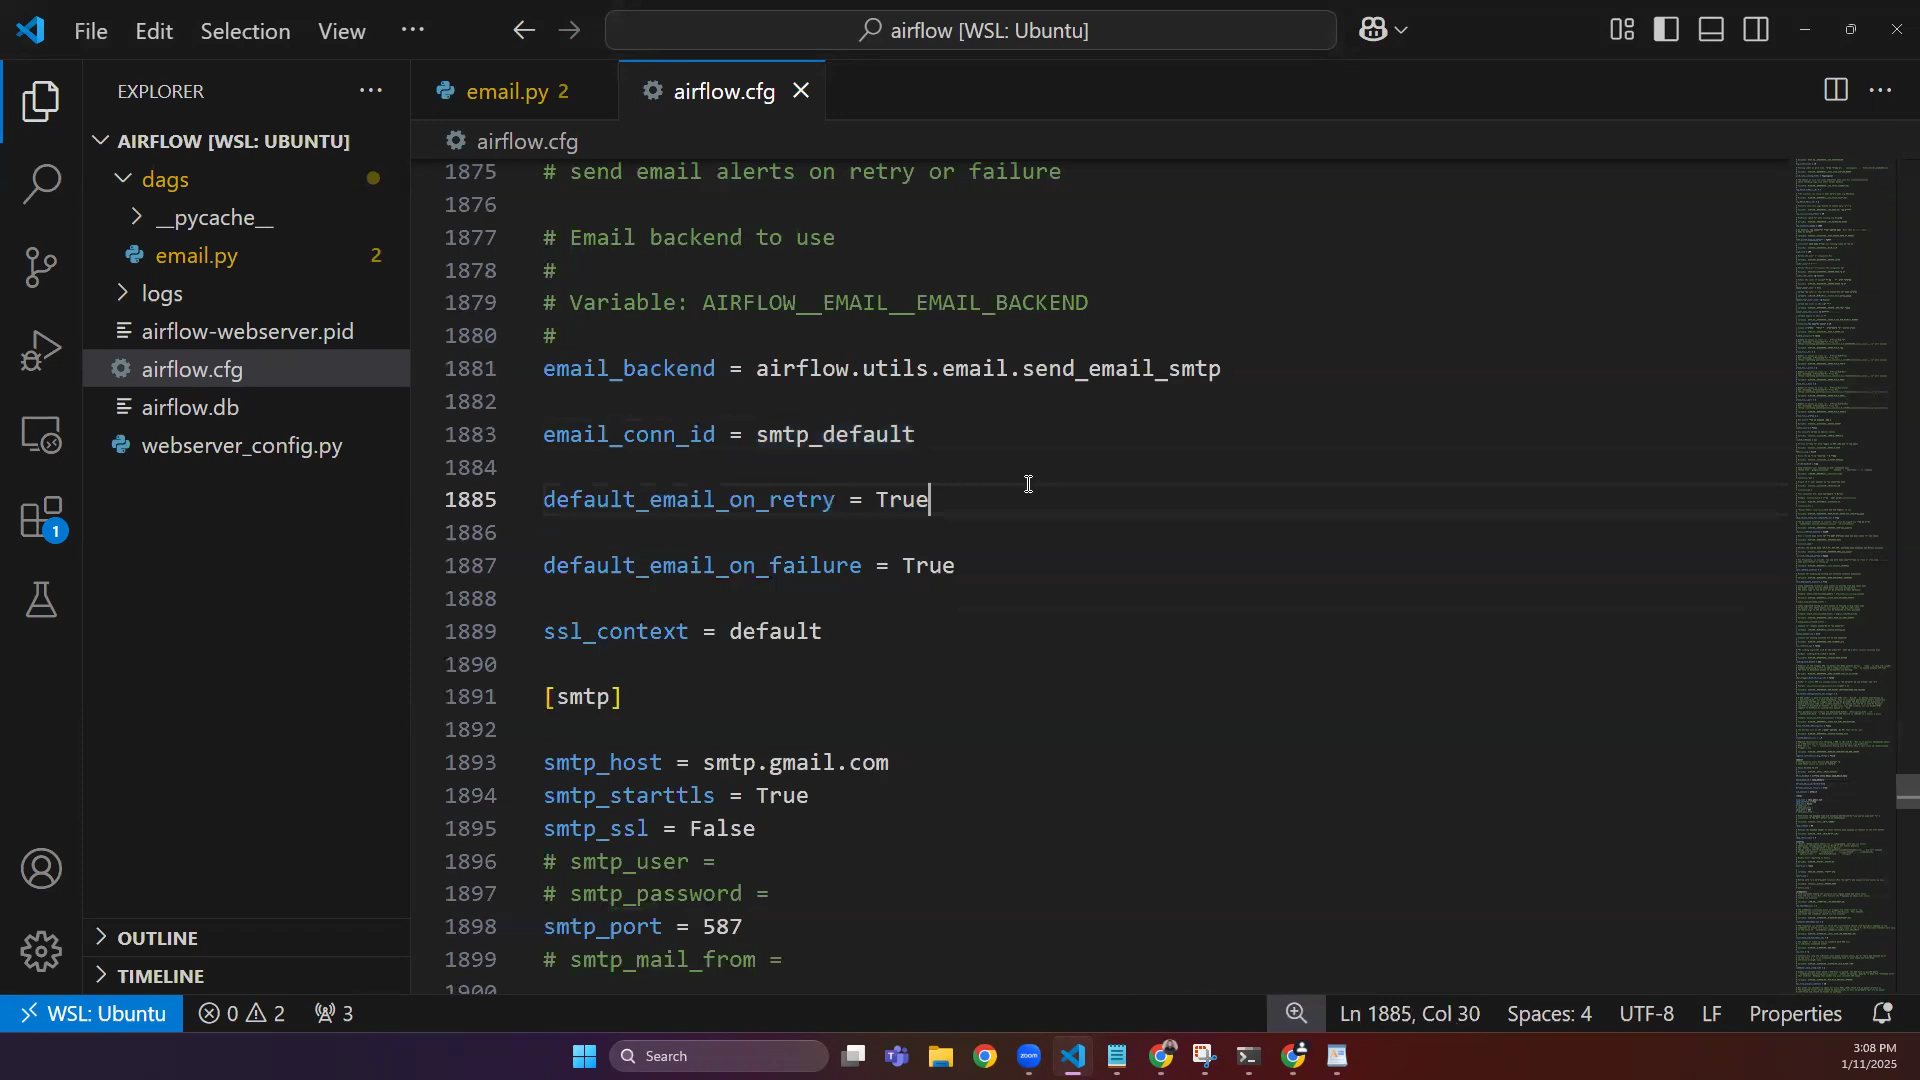 File Edit Selection View ··· airflow [WSL: Ubuntu]
EXPLORER ···
AIRFLOW [WSL: UBUNTU]
dags
__pycache__
email.py 2
logs
airflow-webserver.pid
airflow.cfg
airflow.db
webserver_config.py
OUTLINE
TIMELINE
1
email.py 2 airflow.cfg
airflow.cfg
1875 # send email alerts on retry or failure
1876
1877 # Email backend to use
1878 #
1879 # Variable: AIRFLOW__EMAIL__EMAIL_BACKEND
1880 #
1881 email_backend = airflow.utils.email.send_email_smtp
1882
1883 email_conn_id = smtp_default
1884
1885 default_email_on_retry = True
1886
1887 default_email_on_failure = True
1888
1889 ssl_context = default
1890
1891 [smtp]
1892
1893 smtp_host = smtp.gmail.com
1894 smtp_starttls = True
1895 smtp_ssl = False
1896 # smtp_user =
1897 # smtp_password =
1898 smtp_port = 587
1899 # smtp_mail_from =
1900
WSL: Ubuntu 0 2 3 Ln 1885, Col 30 Spaces: 4 UTF-8 LF Properties
Search
zoom
3:08 PM
1/11/2025